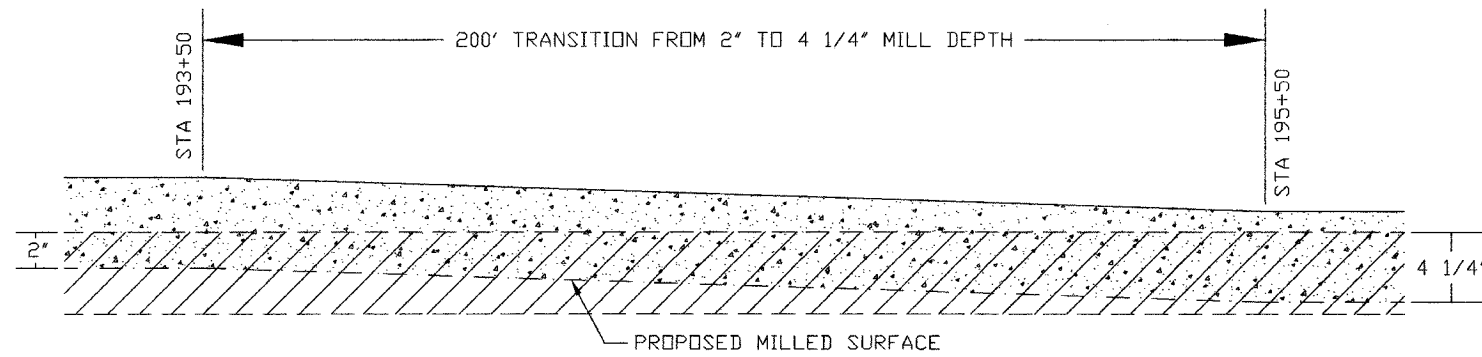 200' TRANSITION FROM 2" TO 4 1/4" MILL DEPTH
STA 193+50
STA 195+50
2"
4 1/4"
PROPOSED MILLED SURFACE